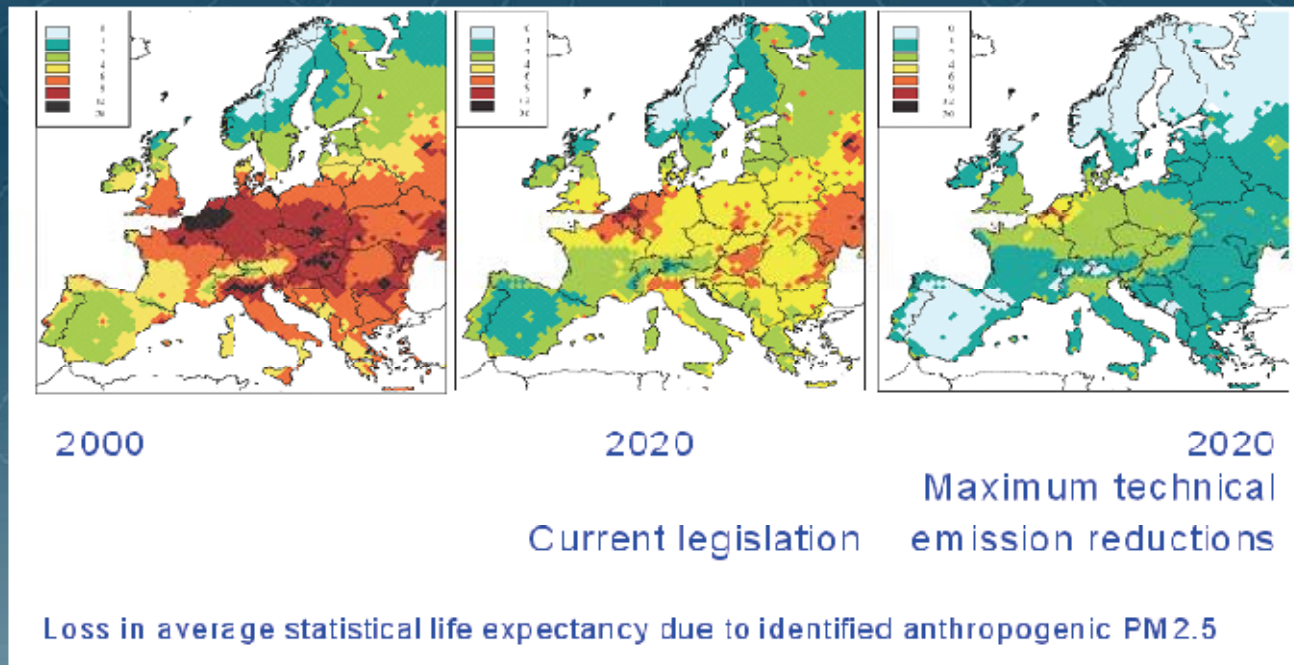 2000
2020
2020
Maximum technical
Current legislation emission reductions
Loss in average statistical life expectancy due to identified anthropogenic PM2.5